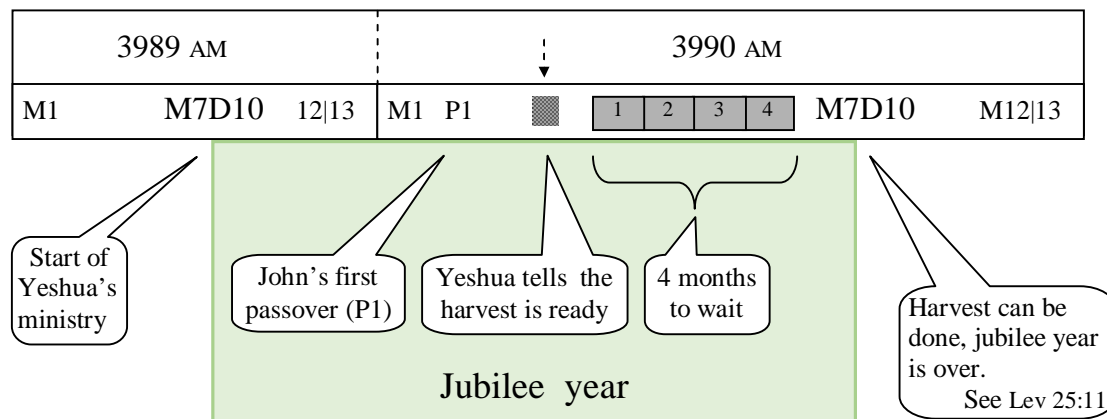 3989 AM 3990 AM
M1 M7D10 12|13 M1 P1 1 2 3 4 M7D10 M12|13
Start of
Yeshua’s
ministry
John’s first
passover (P1)
Yeshua tells the
harvest is ready
4 months
to wait
Harvest can be
done, jubilee year
is over.
See Lev 25:11
Jubilee year